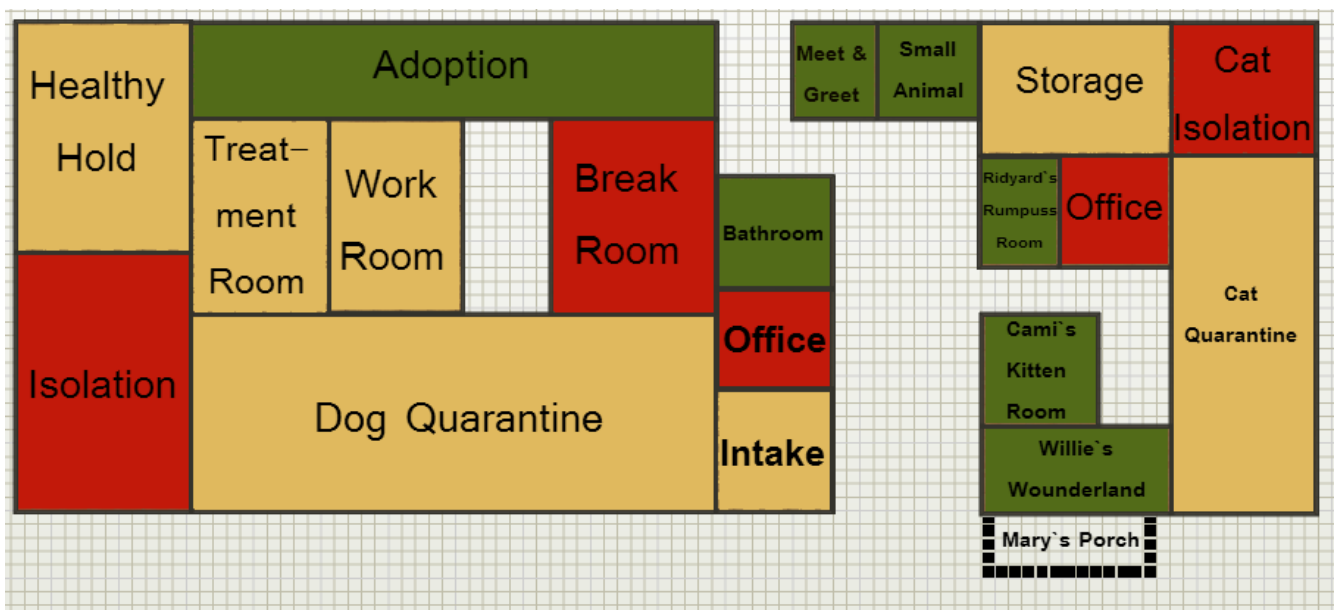 Healthy
Hold
Adoption
Treat-
ment
Room
Work
Room
Break
Room
Isolation
Dog Quarantine
Bathroom
Office
Intake
Meet &
Greet
Small
Animal
Storage
Cat
Isolation
Ridyard`s
Rumpuss
Room
Office
Cat
Quarantine
Cami`s
Kitten
Room
Willie`s
Wounderland
Mary`s Porch